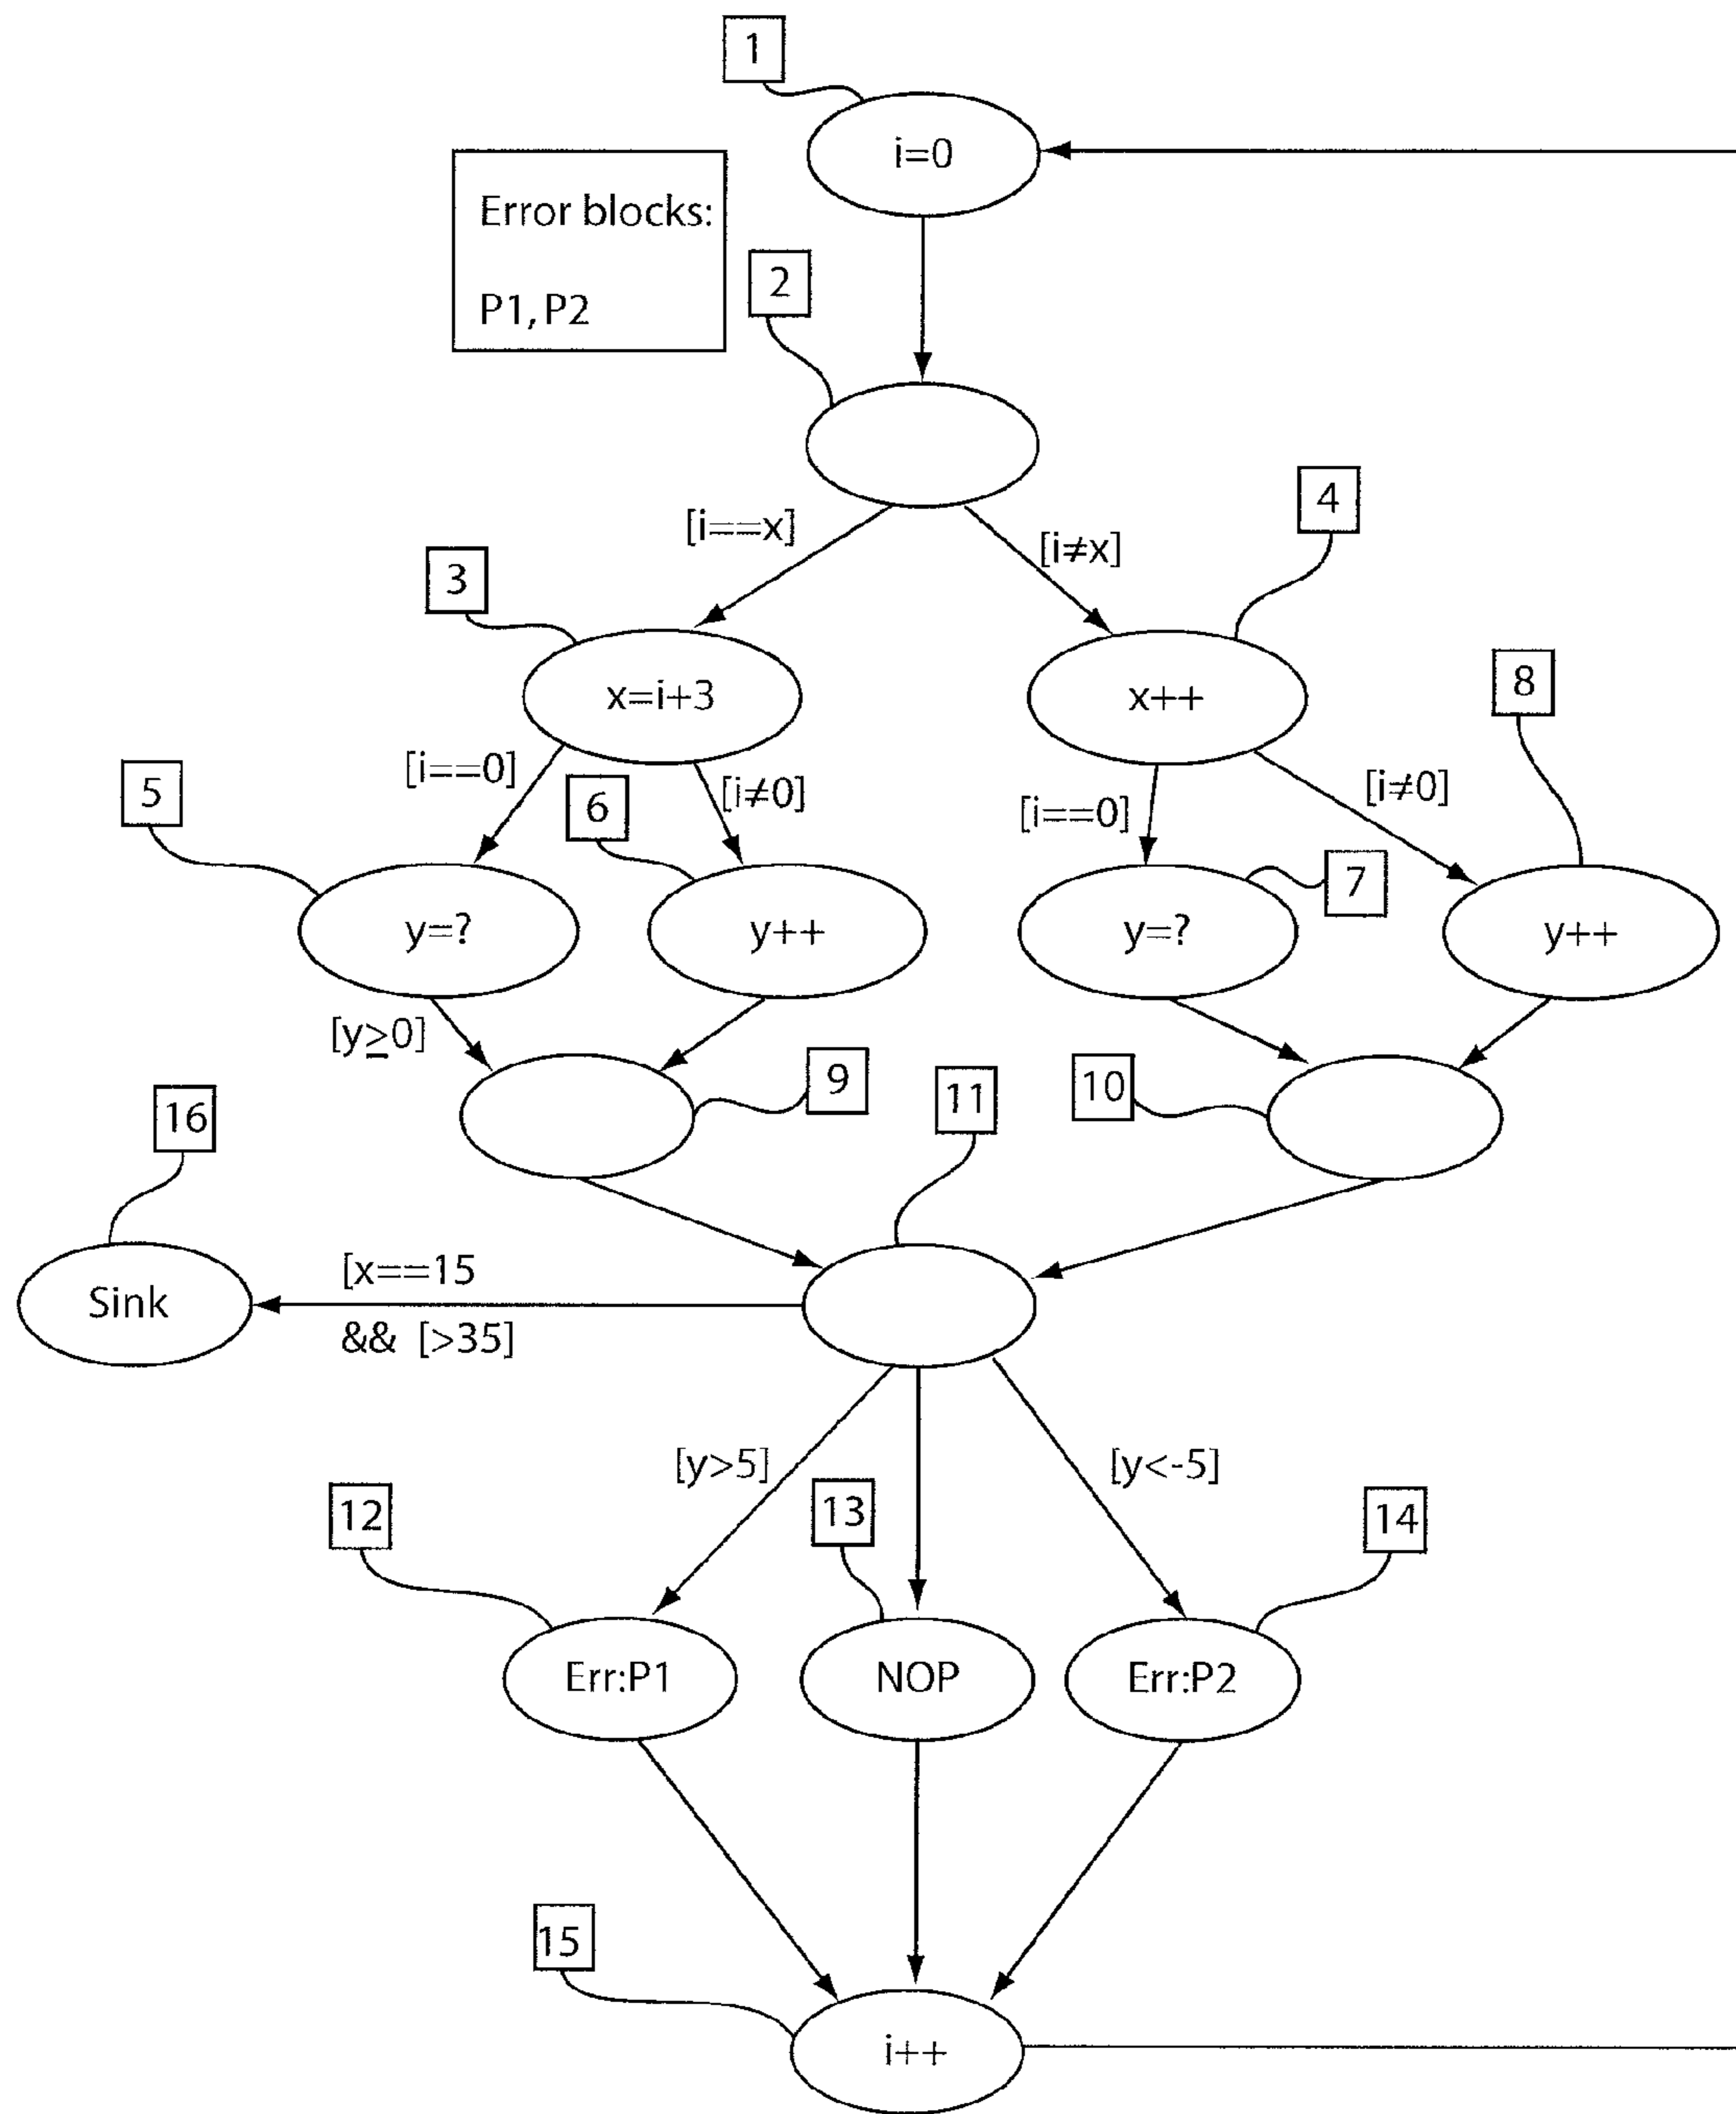 1
i=0
Error blocks:
P1, P2
2
[i==x]
[i≠x]
4
3
x=i+3
x++
8
[i==0]
[i≠0]
[i==0]
[i≠0]
5
6
7
y=?
y++
y=?
y++
[y≥0]
9
10
11
16
Sink
[x==15
&& [>35]
[y>5]
[y<-5]
12
13
14
Err:P1
NOP
Err:P2
15
i++